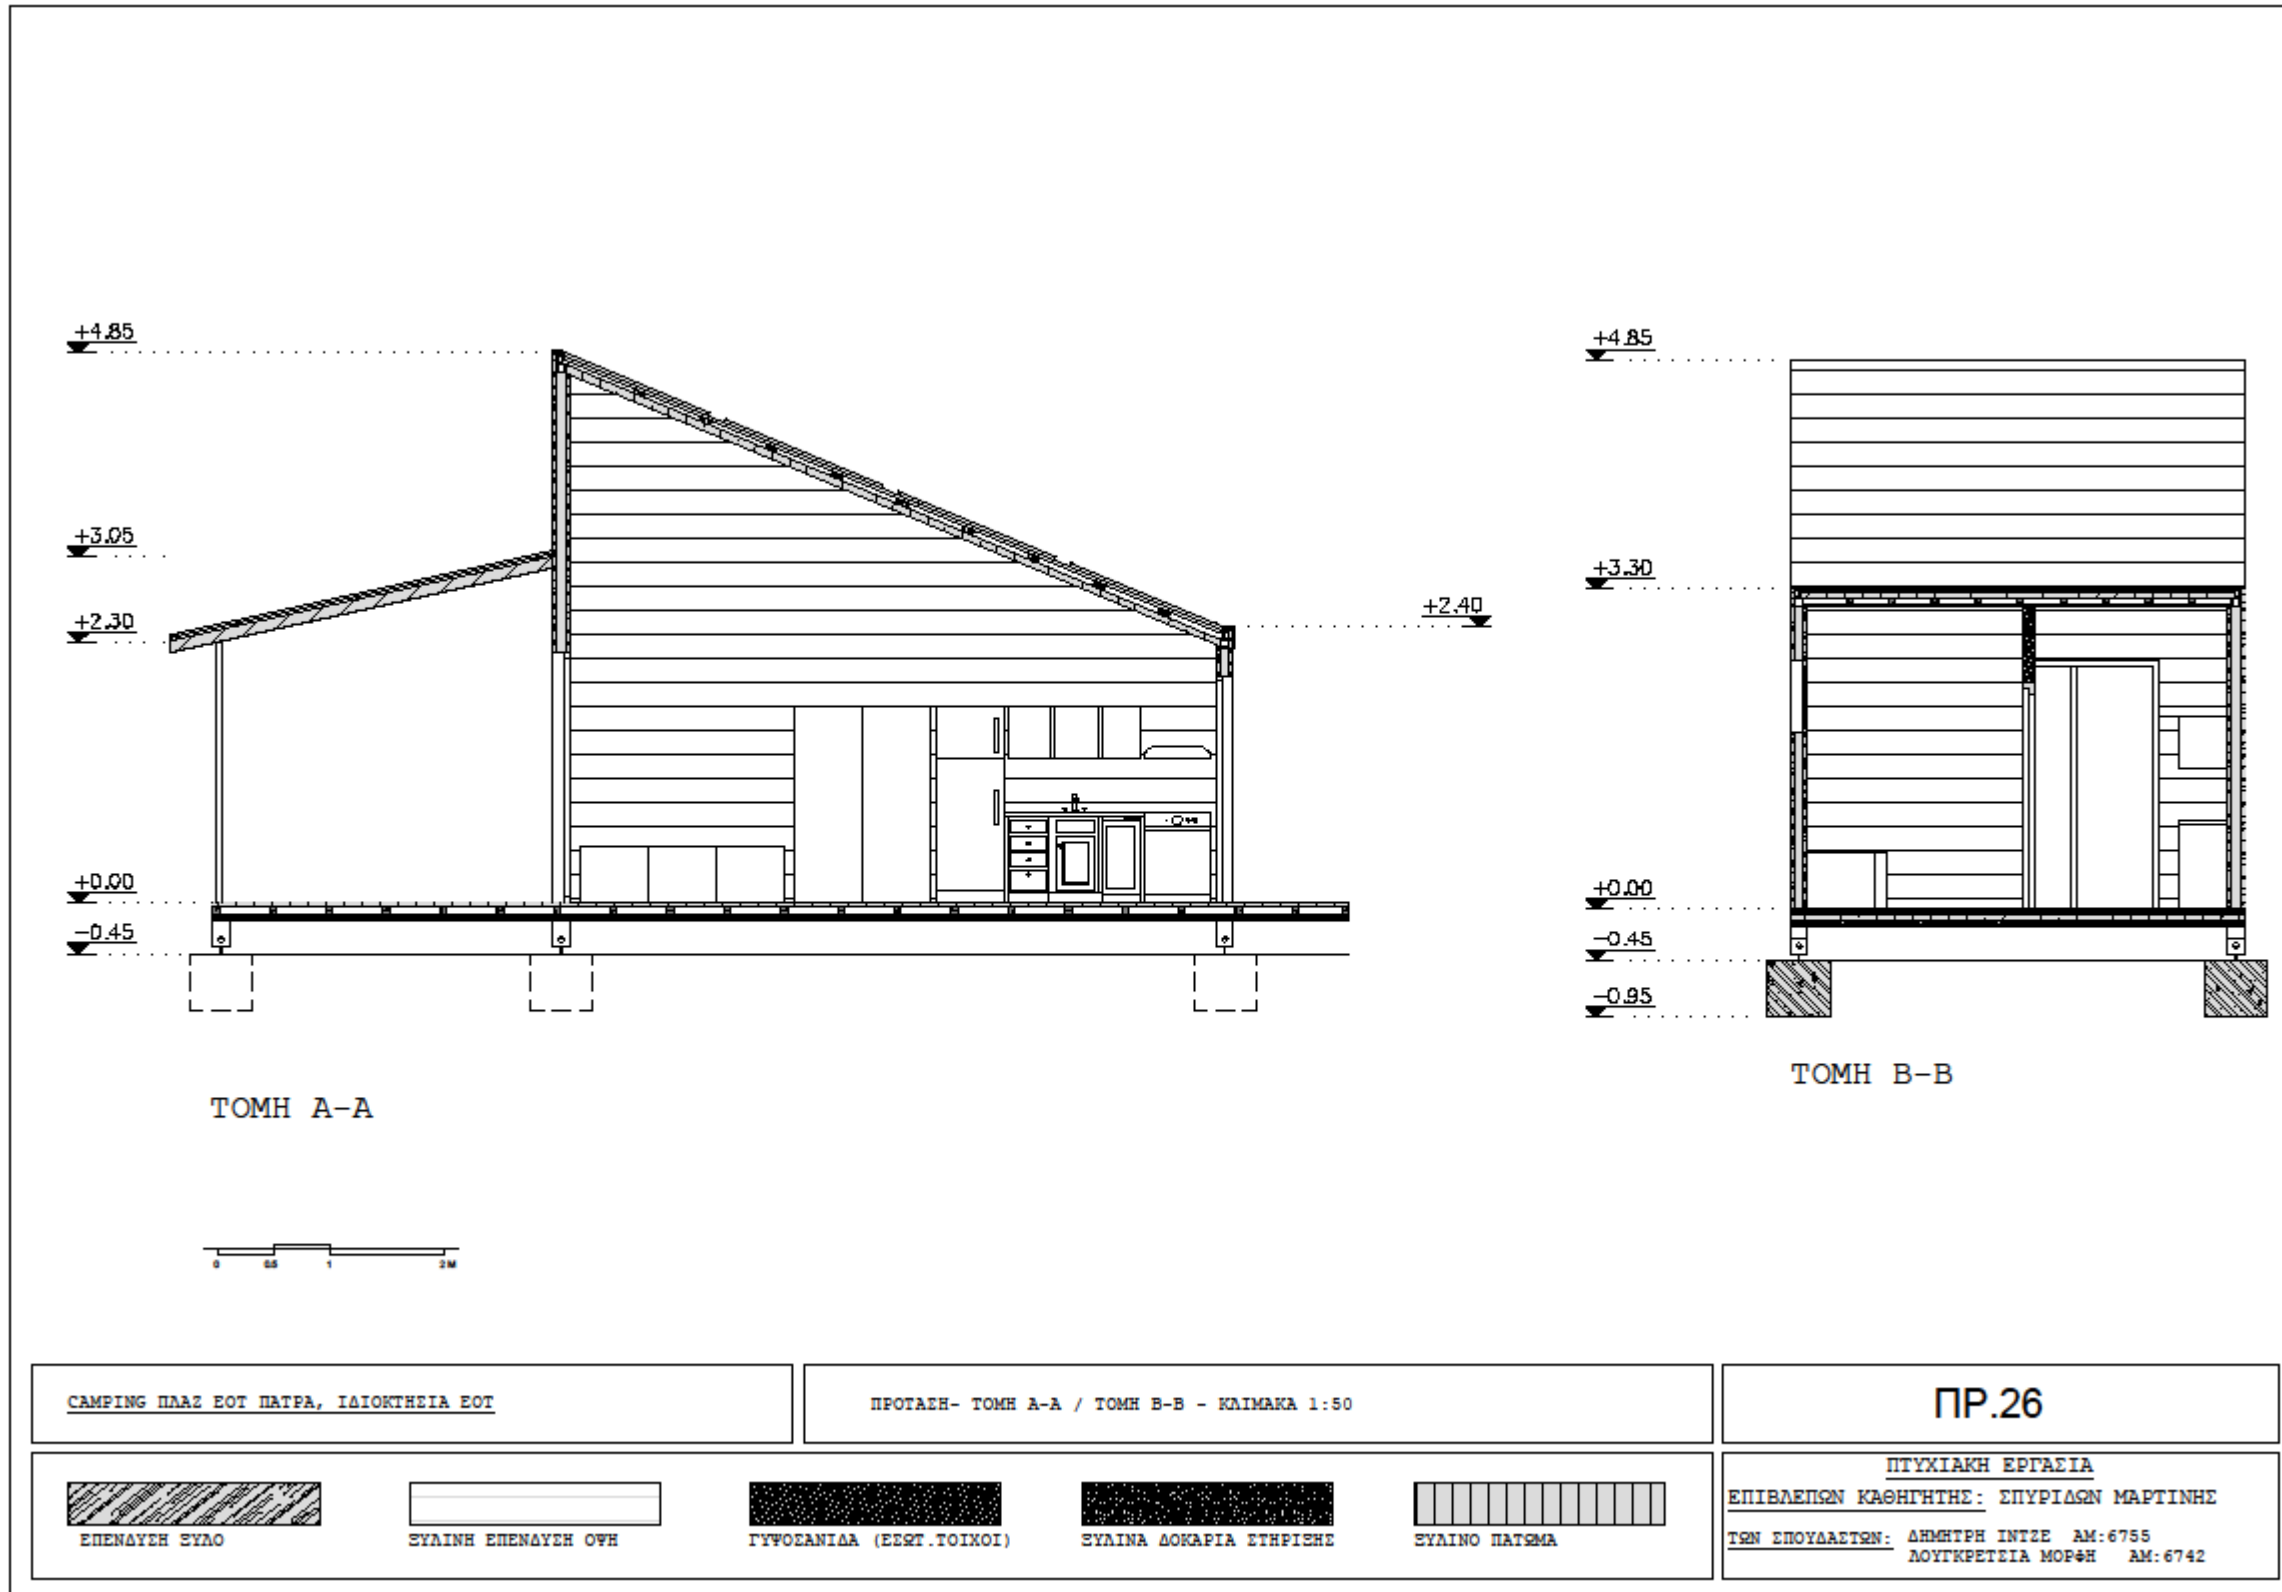 +4.85
+3.05
+2.30
+0.00
-0.45
+2.40
ΤΟΜΗ Α-Α
+4.85
+3.30
+0.00
-0.45
-0.95
ΤΟΜΗ Β-Β
0 0.5 1 2 M
CAMPING ΠΛΑΖ ΕΟΤ ΠΑΤΡΑ, ΙΔΙΟΚΤΗΣΙΑ ΕΟΤ
ΠΡΟΤΑΣΗ- ΤΟΜΗ Α-Α / ΤΟΜΗ Β-Β - ΚΛΙΜΑΚΑ 1:50
ΠΡ.26
ΕΠΕΝΔΥΣΗ ΞΥΛΟ
ΞΥΛΙΝΗ ΕΠΕΝΔΥΣΗ ΟΨΗ
ΓΥΨΟΣΑΝΙΔΑ (ΕΣΩΤ.ΤΟΙΧΟΙ)
ΞΥΛΙΝΑ ΔΟΚΑΡΙΑ ΣΤΗΡΙΞΗΣ
ΞΥΛΙΝΟ ΠΑΤΩΜΑ
ΠΤΥΧΙΑΚΗ ΕΡΓΑΣΙΑ
ΕΠΙΒΛΕΠΩΝ ΚΑΘΗΓΗΤΗΣ: ΣΠΥΡΙΔΩΝ ΜΑΡΤΙΝΗΣ
ΤΩΝ ΣΠΟΥΔΑΣΤΩΝ: ΔΗΜΗΤΡΗ ΙΝΤΖΕ ΑΜ:6755
ΛΟΥΓΚΡΕΤΣΙΑ ΜΟΡΦΗ ΑΜ:6742